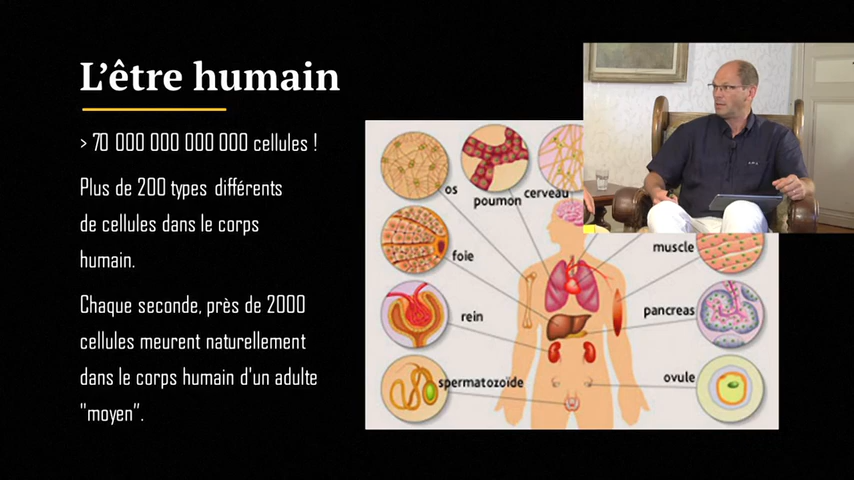 L'être humain
> 70 000 000 000 000 cellules !
Plus de 200 types différents
de cellules dans le corps
humain.
Chaque seconde, près de 2000
cellules meurent naturellement
dans le corps humain d'un adulte
"moyen".
os
poumon
cerveau
foie
muscle
rein
pancreas
spermatozoïde
ovule